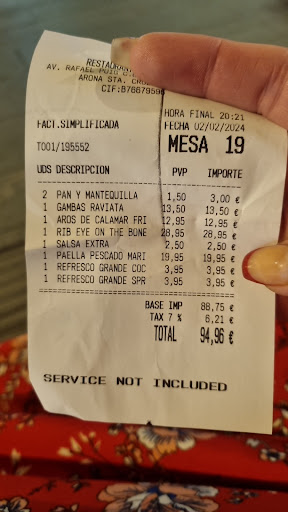 RESTAURANT
AV. RAFAEL PUIG
ARONA STA. CRU
CIF:B7667959
HORA FINAL 20:21
FACT.SIMPLIFICADA FECHA 02/02/2024
MESA 19
T001/195552
UDS DESCRIPCION PVP IMPORTE
2 PAN Y MANTEQUILLA 1,50 3,00 €
1 GAMBAS RAVIATA 13,50 13,50 €
1 AROS DE CALAMAR FRI 12,95 12,95 €
1 RIB EYE ON THE BONE 28,95 28,95 €
1 SALSA EXTRA 2,50 2,50 €
1 PAELLA PESCADO MARI 19,95 19,95 €
1 REFRESCO GRANDE COC 3,95 3,95 €
1 REFRESCO GRANDE SPR 3,95 3,95 €
BASE IMP 88,75 €
TAX 7 % 6,21 €
TOTAL 94,96 €
SERVICE NOT INCLUDED